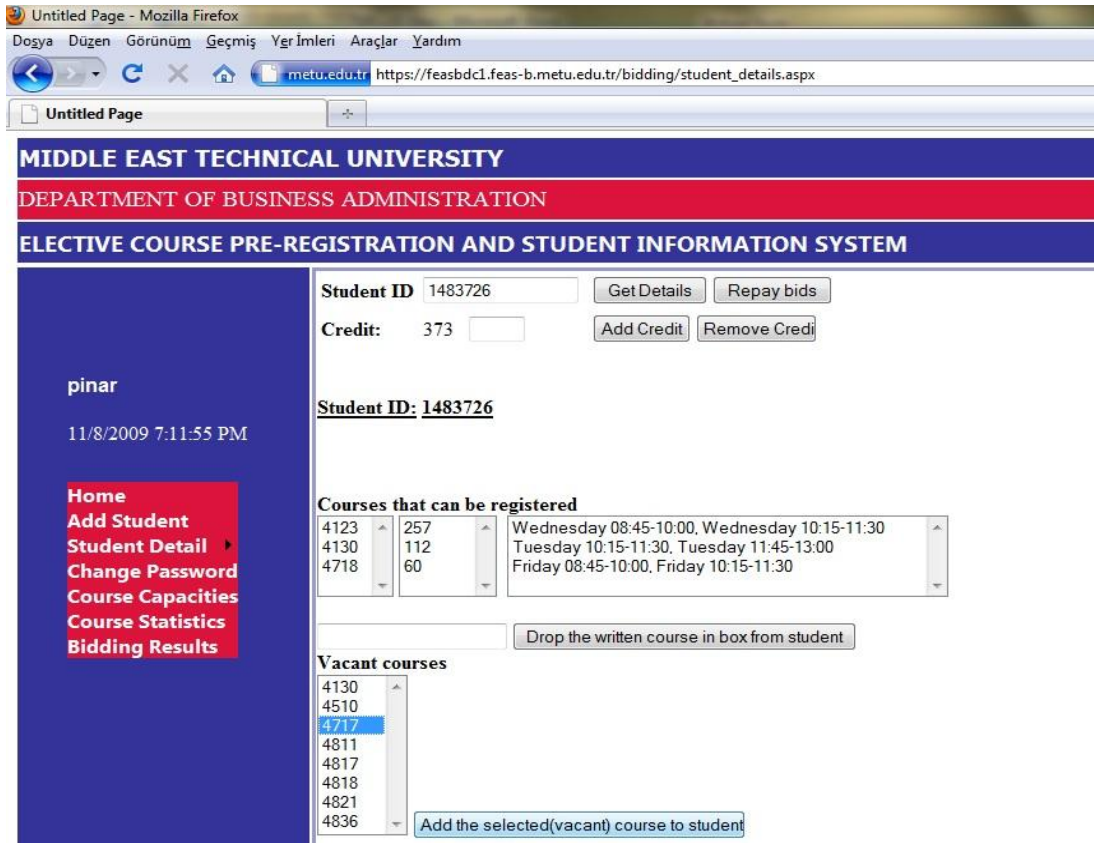 Untitled Page - Mozilla Firefox
Dosya Düzen Görünüm Geçmiş Yer İmleri Araçlar Yardım
metu.edu.tr https://feasbdc1.feas-b.metu.edu.tr/bidding/student_details.aspx
Untitled Page
MIDDLE EAST TECHNICAL UNIVERSITY
DEPARTMENT OF BUSINESS ADMINISTRATION
ELECTIVE COURSE PRE-REGISTRATION AND STUDENT INFORMATION SYSTEM
Student ID 1483726 Get Details Repay bids
Credit: 373 Add Credit Remove Credi
pinar
11/8/2009 7:11:55 PM
Home
Add Student
Student Detail
Change Password
Course Capacities
Course Statistics
Bidding Results
Student ID: 1483726
Courses that can be registered
4123 257 Wednesday 08:45-10:00, Wednesday 10:15-11:30
4130 112 Tuesday 10:15-11:30, Tuesday 11:45-13:00
4718 60 Friday 08:45-10:00, Friday 10:15-11:30
Drop the written course in box from student
Vacant courses
4130
4510
4717
4811
4817
4818
4821
4836
Add the selected(vacant) course to student